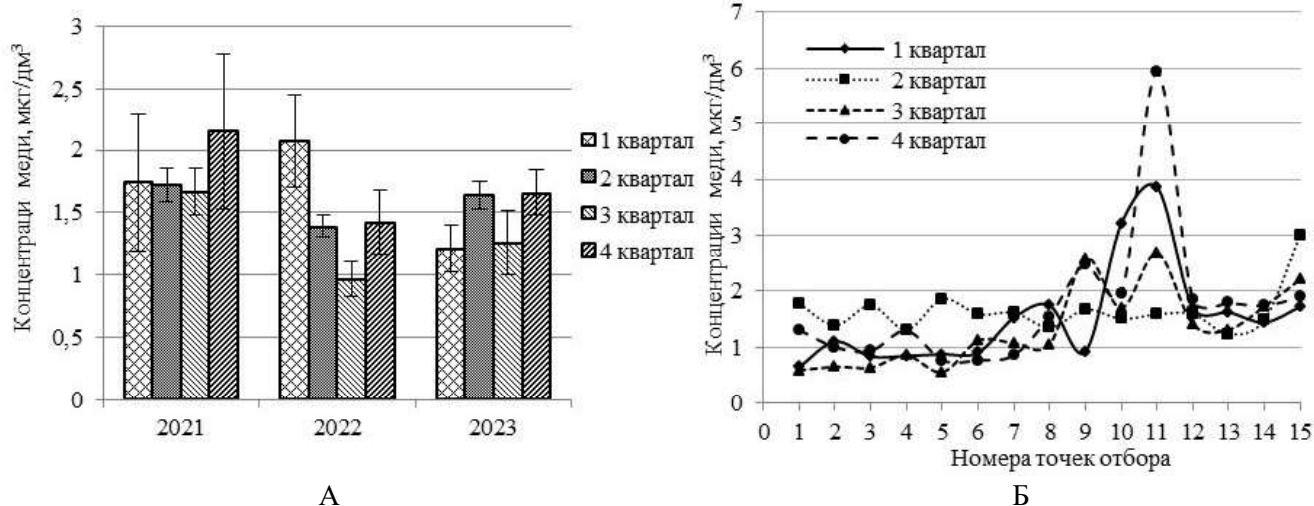 Концентраци меди, мкг/дм³
3
2,5
2
1,5
1
0,5
0
2021 2022 2023
1 квартал
2 квартал
3 квартал
4 квартал
А
Концентрации меди, мкг/дм³
7
6
5
4
3
2
1
0
1 квартал
2 квартал
3 квартал
4 квартал
0 1 2 3 4 5 6 7 8 9 10 11 12 13 14 15
Номера точек отбора
Б